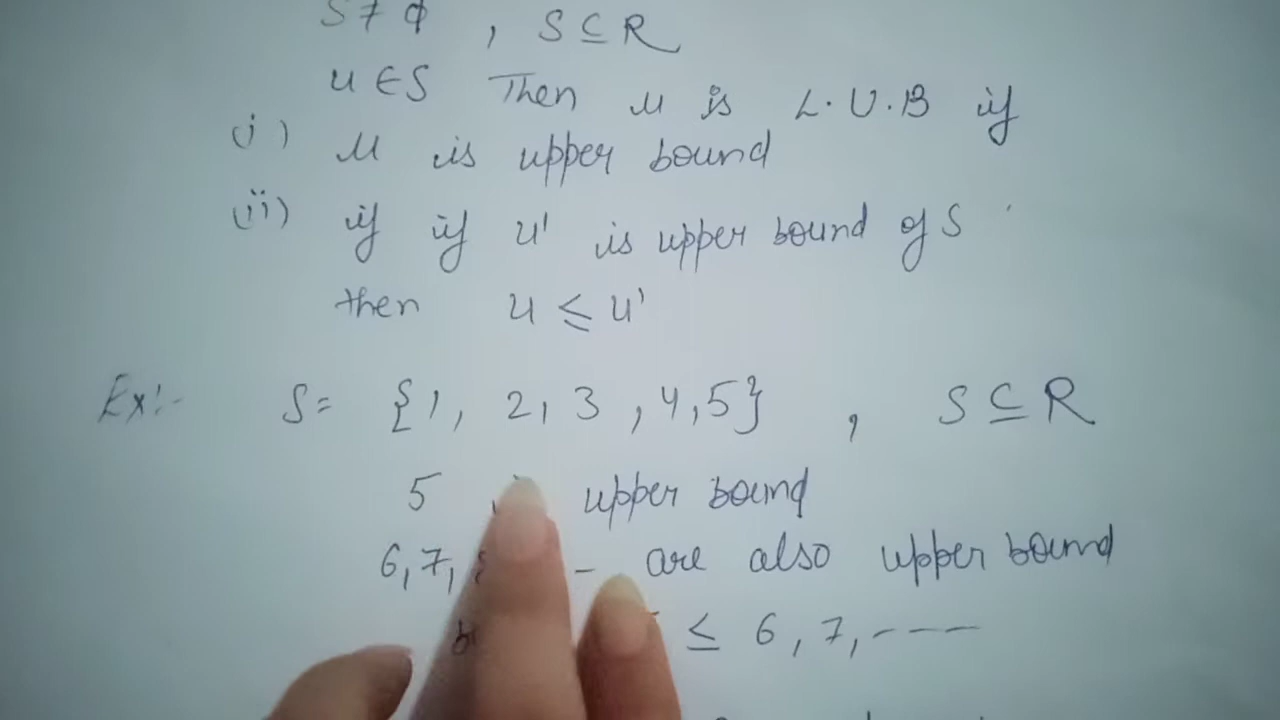 S ≠ ϕ , S ⊆ R
u ∈ S Then u is L.U.B if
(i) u is upper bound
(ii) if if u' is upper bound of S
then u ≤ u'
Ex:- S = {1, 2, 3, 4, 5} , S ⊆ R
5 upper bound
6, 7, - are also upper bound
≤ 6, 7, ---